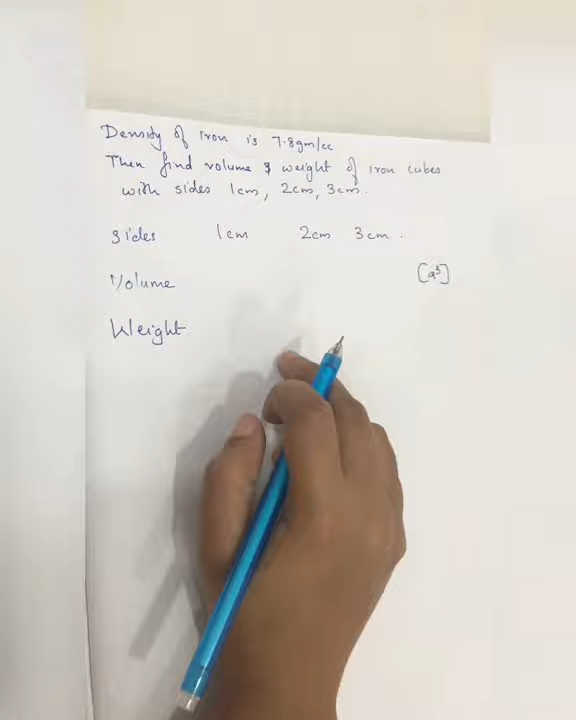 Density of Iron is 7.8gm/cc
Then find volume & weight of iron cubes
with sides 1cm, 2cm, 3cm.
Sides 1cm 2cm 3cm.
Volume [a³]
Weight